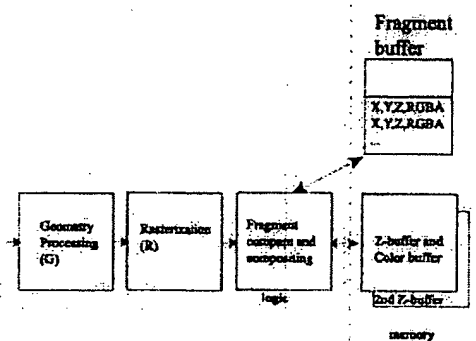 Fragment
buffer
X,Y,Z,RGBA
X,Y,Z,RGBA
...
Geometry
Processing
(G)
Rasterization
(R)
Fragment
compare and
compositing
logic
Z-buffer and
Color buffer
2nd Z-buffer
memory